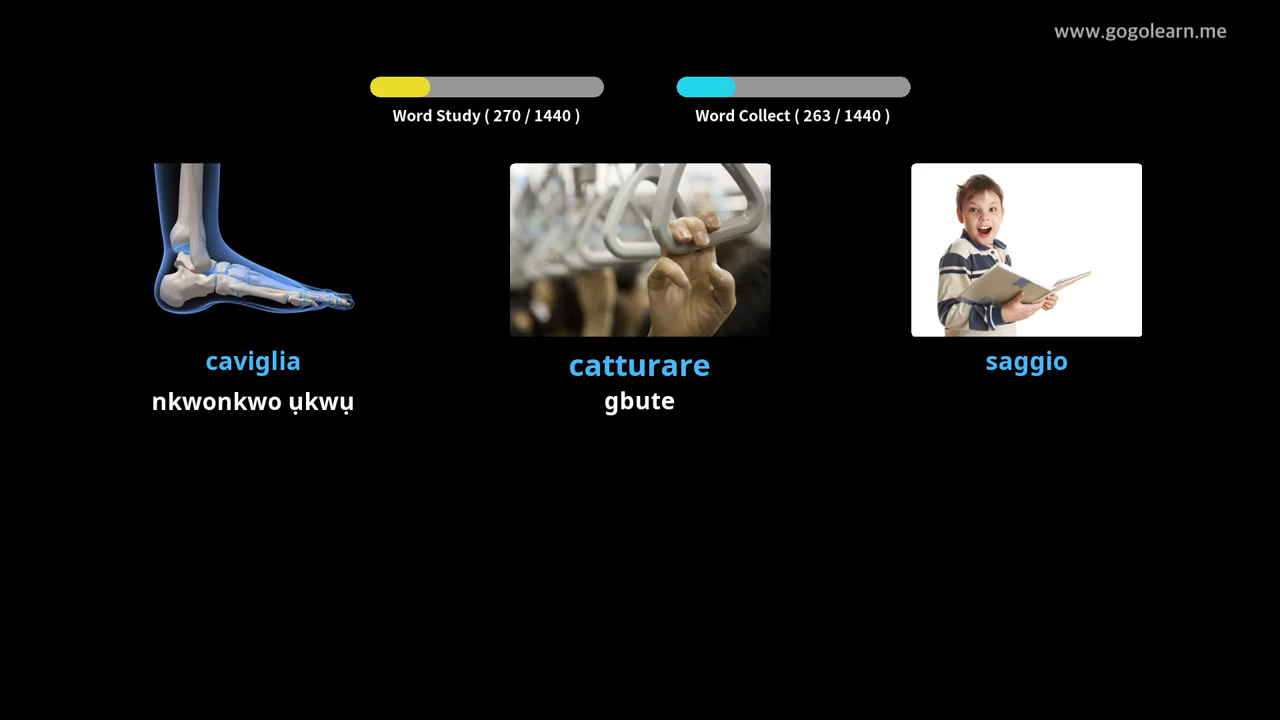 www.gogolearn.me
Word Study ( 270 / 1440 )
Word Collect ( 263 / 1440 )
caviglia
catturare
saggio
nkwonkwo ụkwụ
gbute